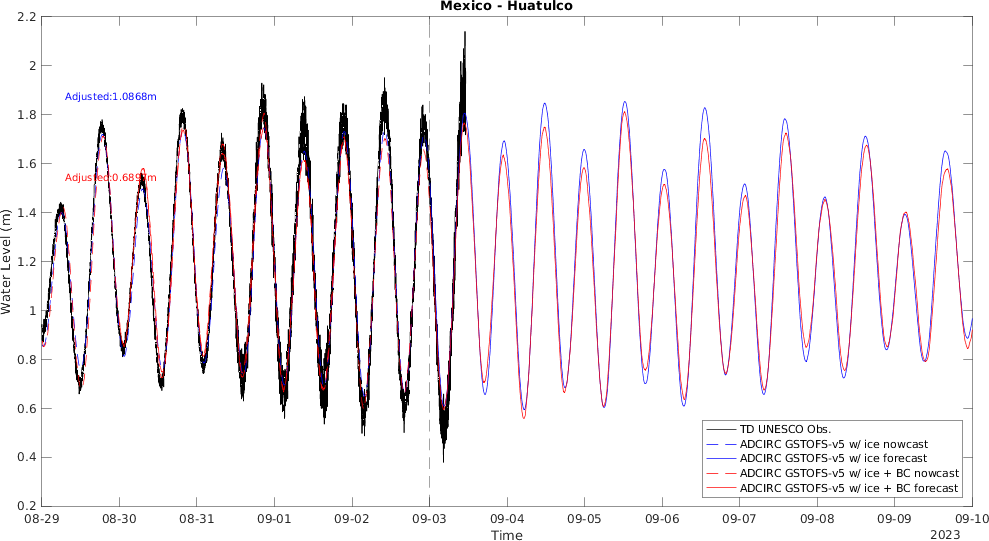 Mexico - Huatulco
2.2
2
1.8
1.6
1.4
1.2
1
0.8
0.6
0.4
0.2
Water Level (m)
Adjusted:1.0868m
TD UNESCO Obs.
ADCIRC GSTOFS-v5 w/ ice nowcast
ADCIRC GSTOFS-v5 w/ ice forecast
ADCIRC GSTOFS-v5 w/ ice + BC nowcast
ADCIRC GSTOFS-v5 w/ ice + BC forecast
08-29 08-30 08-31 09-01 09-02 09-03 09-04 09-05 09-06 09-07 09-08 09-09 09-10
Time
2023